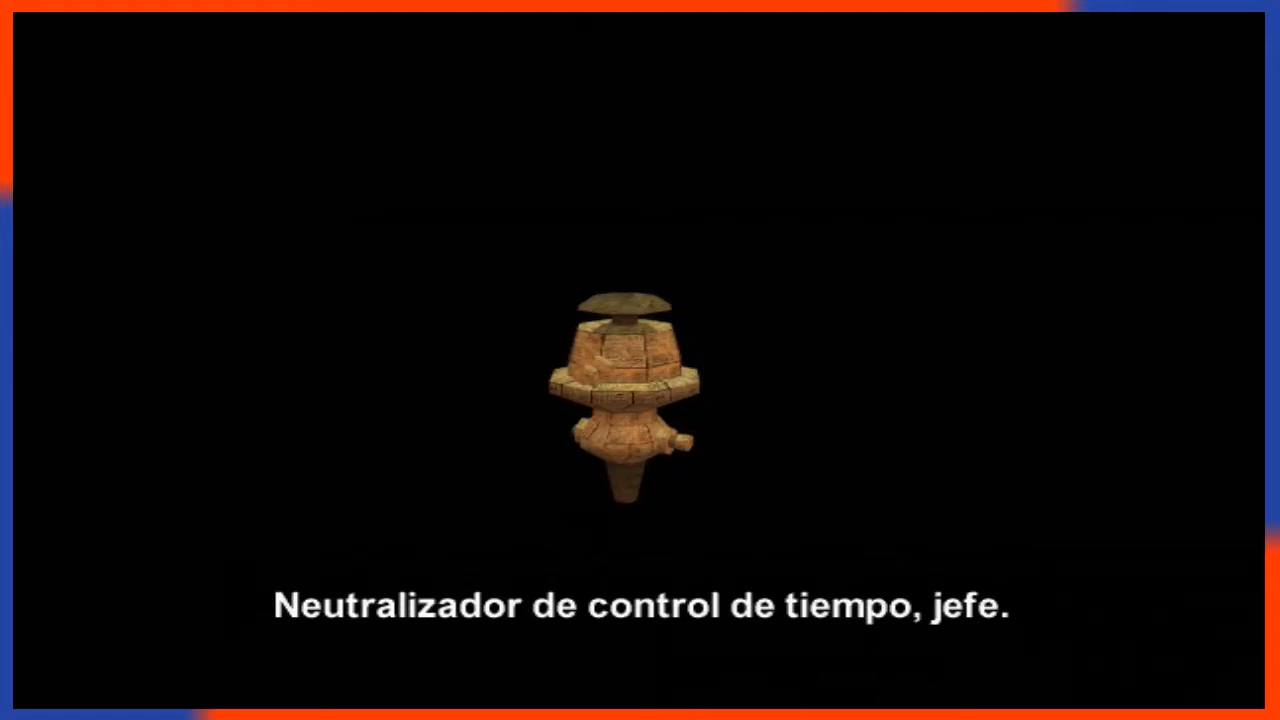 Neutralizador de control de tiempo, jefe.